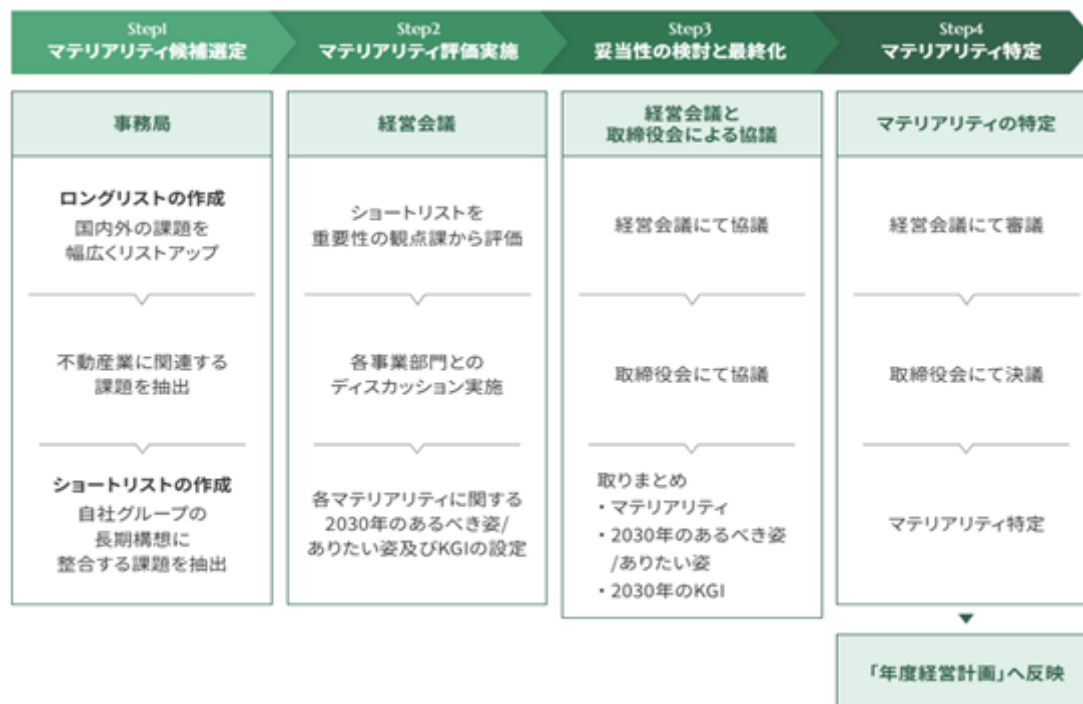 Step1
マテリアリティ候補選定
Step2
マテリアリティ評価実施
Step3
妥当性の検討と最終化
Step4
マテリアリティ特定
事務局
ロングリストの作成
国内外の課題を
幅広くリストアップ
不動産業に関連する
課題を抽出
ショートリストの作成
自社グループの
長期構想に
整合する課題を抽出
経営会議
ショートリストを
重要性の観点課から評価
各事業部門との
ディスカッション実施
各マテリアリティに関する
2030年のあるべき姿/
ありたい姿及びKGIの設定
経営会議と
取締役会による協議
経営会議にて協議
取締役会にて協議
取りまとめ
・マテリアリティ
・2030年のあるべき姿
/ありたい姿
・2030年のKGI
マテリアリティの特定
経営会議にて審議
取締役会にて決議
マテリアリティ特定
「年度経営計画」へ反映